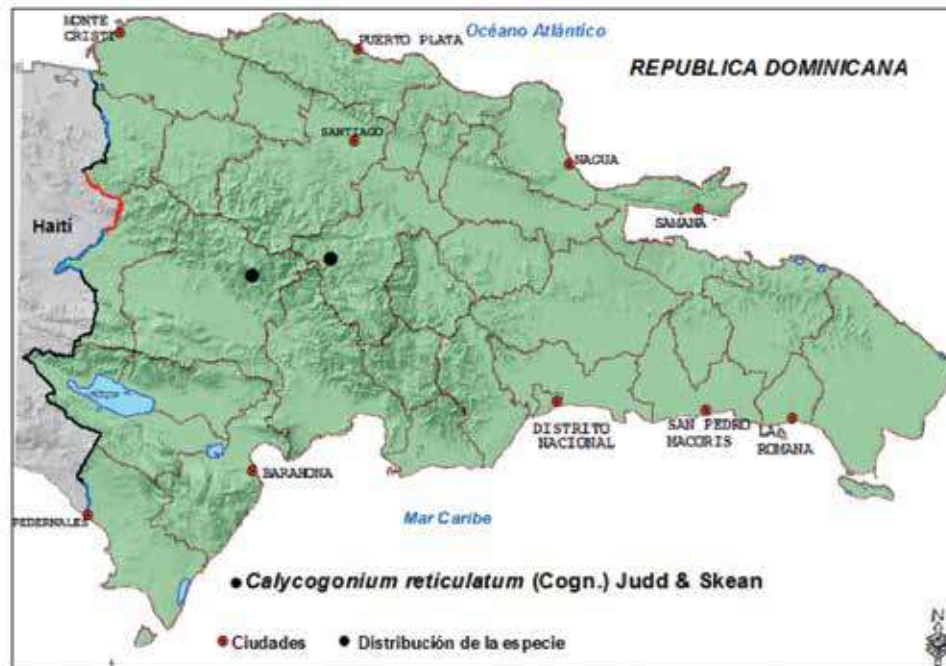 MONTE
CRISTI
PUERTO PLATA
Océano Atlántico
REPUBLICA DOMINICANA
SANTIAGO
NAGUA
SAMANA
Haití
DISTRITO
NACIONAL
SAN PEDRO
MACORIS
LA
ROMANA
BARAHONA
PEDERNALES
Mar Caribe
Calycogonium reticulatum (Cogn.) Judd & Skean
Ciudades
Distribución de la especie
N